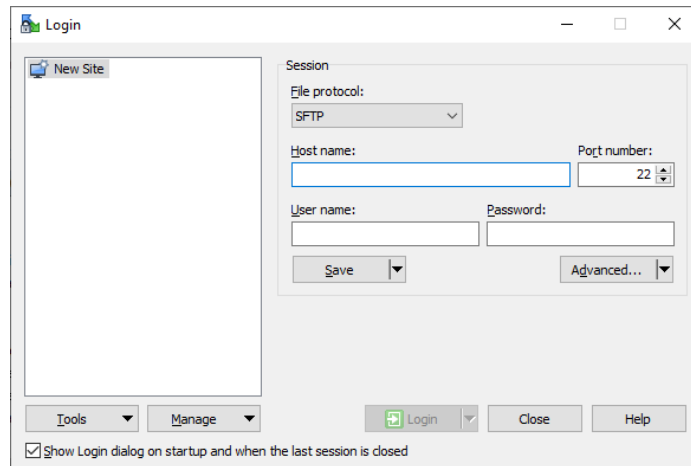 Login
New Site
Session
File protocol:
SFTP
Host name:
Port number:
22
User name:
Password:
Save
Advanced...
Tools
Manage
Login
Close
Help
Show Login dialog on startup and when the last session is closed